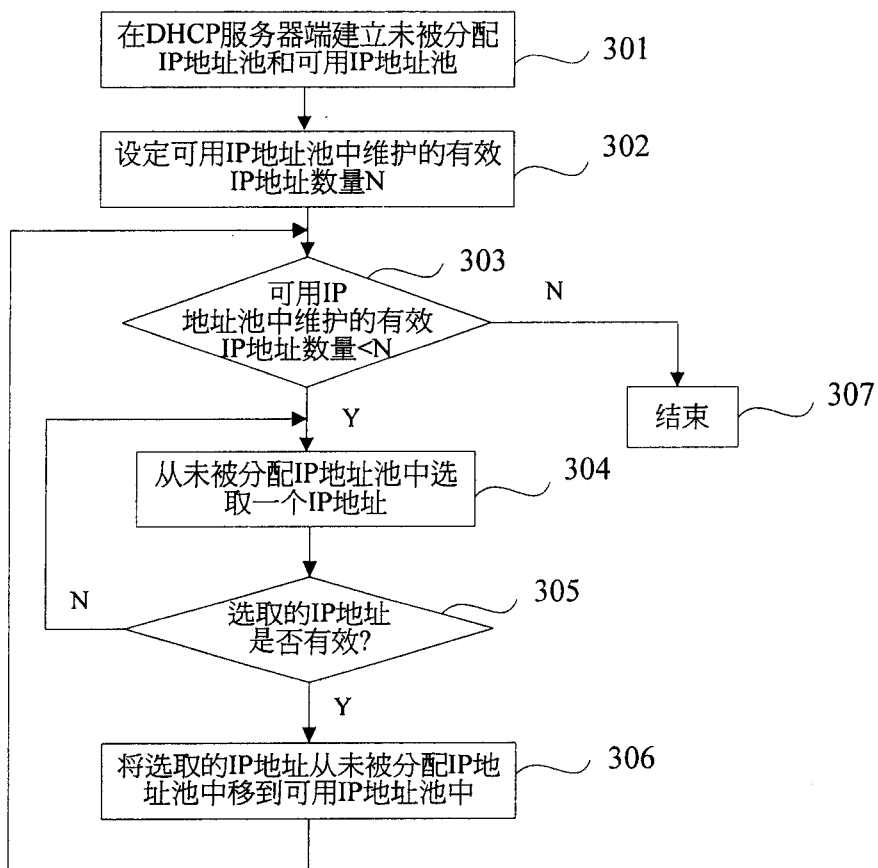 在DHCP服务器端建立未被分配
IP地址池和可用IP地址池
301
设定可用IP地址池中维护的有效
IP地址数量N
302
303
可用IP
地址池中维护的有效
IP地址数量<N
N
Y
结束
307
从未被分配IP地址池中选
取一个IP地址
304
N
选取的IP地址
是否有效?
305
Y
将选取的IP地址从未被分配IP地
址池中移到可用IP地址池中
306